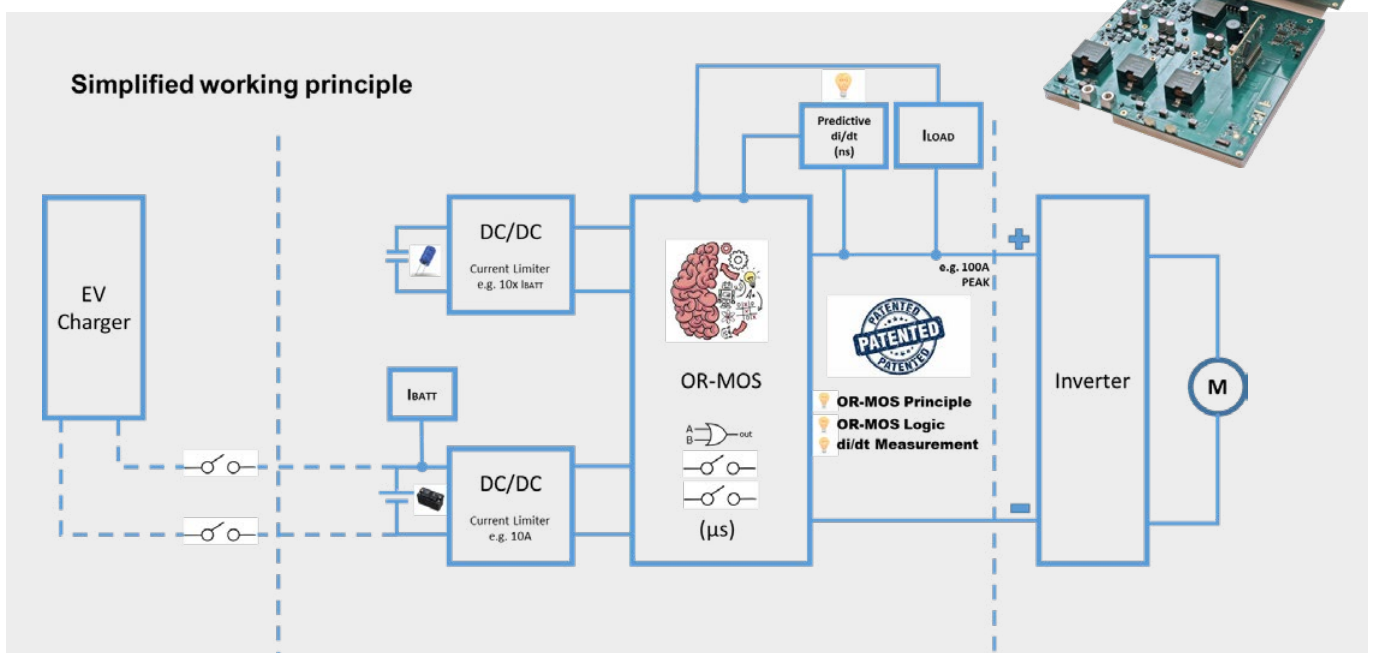 Simplified working principle
Predictive
di/dt
(ns)
ILOAD
EV
Charger
DC/DC
Current Limiter
e.g. 10x IBATT
IBATT
DC/DC
Current Limiter
e.g. 10A
OR-MOS
A
B
out
(µs)
+
e.g. 100A
PEAK
PATENTED
PATENTED
PATENTED
OR-MOS Principle
OR-MOS Logic
di/dt Measurement
−
Inverter
M